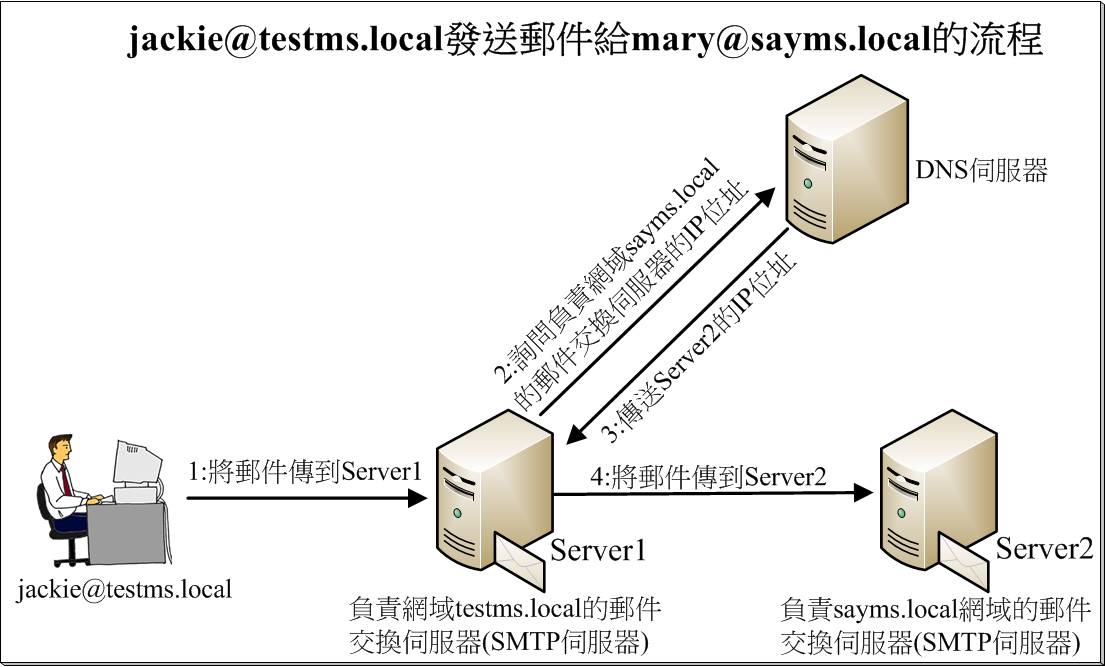 jackie@testms.local發送郵件給mary@sayms.local的流程
DNS伺服器
2:詢問負責網域sayms.local
的郵件交換伺服器的IP位址
3:傳送Server2的IP位址
1:將郵件傳到Server1
4:將郵件傳到Server2
Server1
Server2
jackie@testms.local
負責網域testms.local的郵件
交換伺服器(SMTP伺服器)
負責sayms.local網域的郵件
交換伺服器(SMTP伺服器)